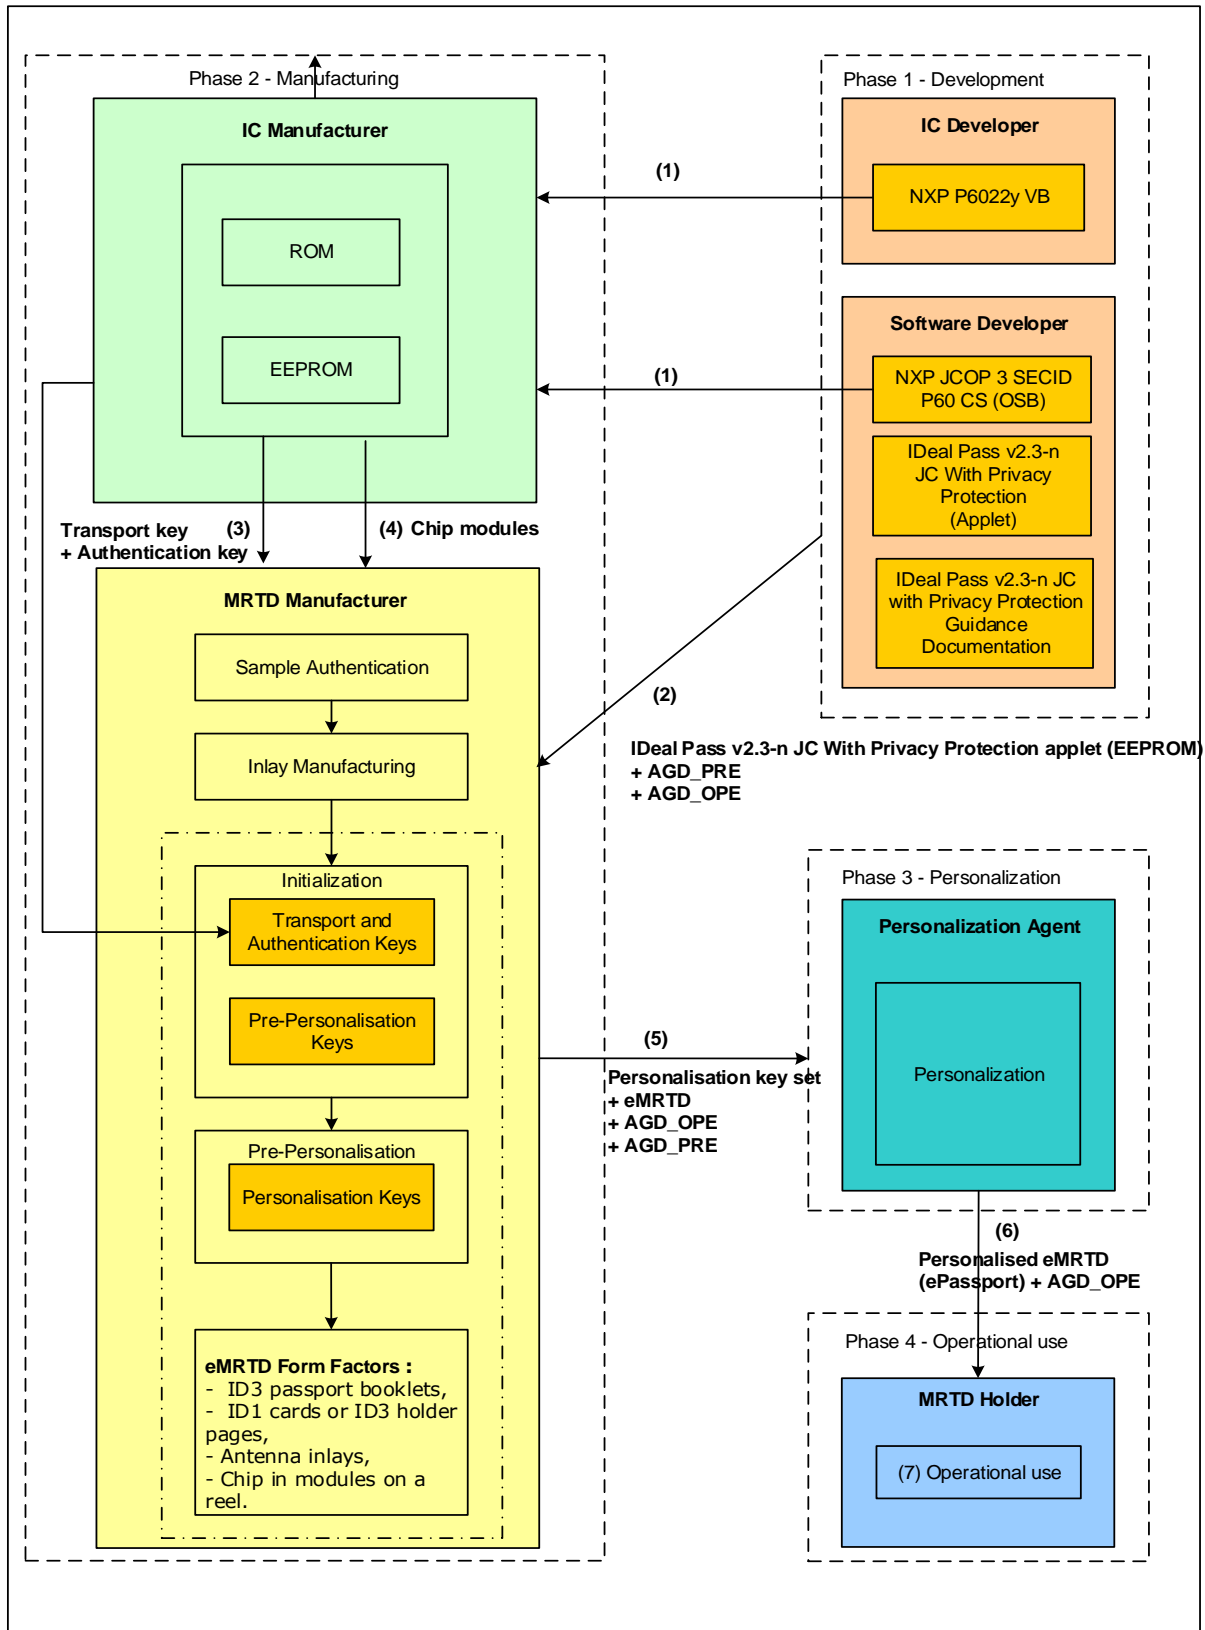 Phase 2 - Manufacturing
IC Manufacturer
ROM
EEPROM
Phase 1 - Development
IC Developer
NXP P6022y VB
(1)
Software Developer
NXP JCOP 3 SECID
P60 CS (OSB)
(1)
IDeal Pass v2.3-n
JC With Privacy
Protection
(Applet)
IDeal Pass v2.3-n JC
with Privacy Protection
Guidance
Documentation
Transport key
+ Authentication key
(3)
(4) Chip modules
(2)
IDeal Pass v2.3-n JC With Privacy Protection applet (EEPROM)
+ AGD_PRE
+ AGD_OPE
MRTD Manufacturer
Sample Authentication
Inlay Manufacturing
Initialization
Transport and
Authentication Keys
Pre-Personalisation
Keys
Pre-Personalisation
Personalisation Keys
eMRTD Form Factors :
- ID3 passport booklets,
- ID1 cards or ID3 holder
pages,
- Antenna inlays,
- Chip in modules on a
reel.
(5)
Personalisation key set
+ eMRTD
+ AGD_OPE
+ AGD_PRE
Phase 3 - Personalization
Personalization Agent
Personalization
(6)
Personalised eMRTD
(ePassport) + AGD_OPE
Phase 4 - Operational use
MRTD Holder
(7) Operational use